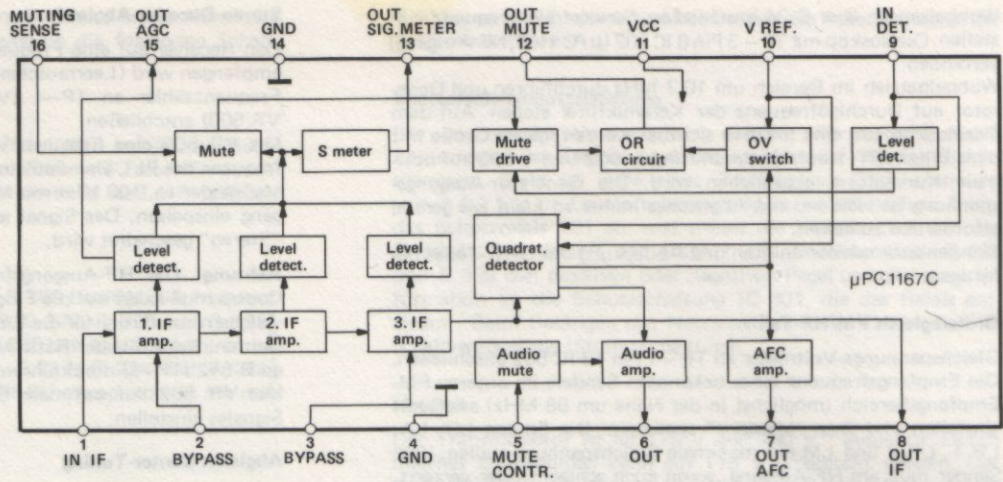 MUTING
SENSE
16
OUT
AGC
15
GND
14
OUT
SIG. METER
13
OUT
MUTE
12
VCC
11
V REF.
10
IN
DET.
9
Mute
S meter
Mute
drive
OR
circuit
OV
switch
Level
det.
Level
detect.
Level
detect.
Level
detect.
Quadrat.
detector
µPC1167C
1. IF
amp.
2. IF
amp.
3. IF
amp.
Audio
mute
Audio
amp.
AFC
amp.
1
IN IF
2
BYPASS
3
BYPASS
4
GND
5
MUTE
CONTR.
6
OUT
7
OUT
AFC
8
OUT
IF